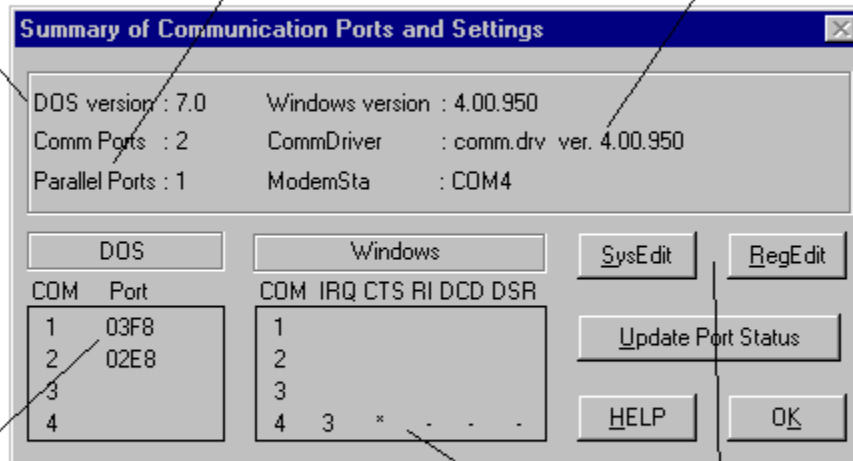 Summary of Communication Ports and Settings
DOS version : 7.0 Windows version : 4.00.950
Comm Ports : 2 CommDriver : comm.drv ver. 4.00.950
Parallel Ports : 1 ModemSta : COM4
DOS Windows SysEdit RegEdit
COM Port COM IRQ CTS RI DCD DSR
1 03F8 1
2 02E8 2 Update Port Status
3 3
4 4 3 * - - - HELP OK